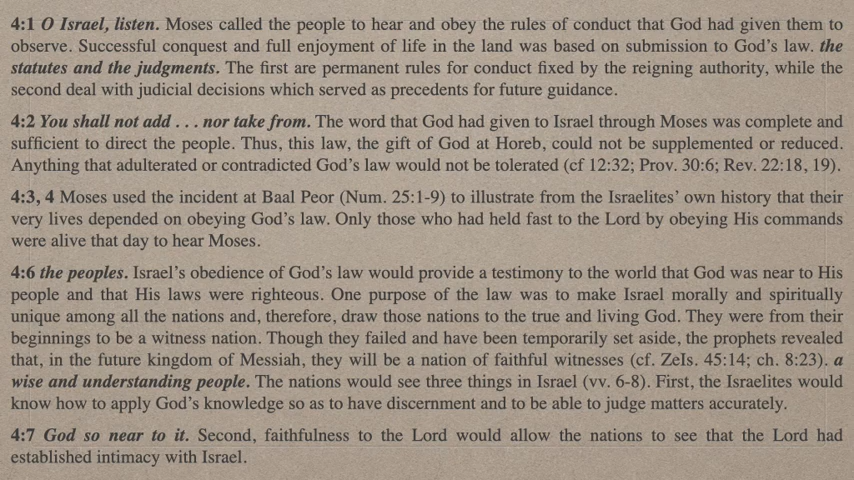 4:1 O Israel, listen. Moses called the people to hear and obey the rules of conduct that God had given them to
observe. Successful conquest and full enjoyment of life in the land was based on submission to God's law. the
statutes and the judgments. The first are permanent rules for conduct fixed by the reigning authority, while the
second deal with judicial decisions which served as precedents for future guidance.
4:2 You shall not add . . . nor take from. The word that God had given to Israel through Moses was complete and
sufficient to direct the people. Thus, this law, the gift of God at Horeb, could not be supplemented or reduced.
Anything that adulterated or contradicted God's law would not be tolerated (cf 12:32; Prov. 30:6; Rev. 22:18, 19).
4:3, 4 Moses used the incident at Baal Peor (Num. 25:1-9) to illustrate from the Israelites' own history that their
very lives depended on obeying God's law. Only those who had held fast to the Lord by obeying His commands
were alive that day to hear Moses.
4:6 the peoples. Israel's obedience of God's law would provide a testimony to the world that God was near to His
people and that His laws were righteous. One purpose of the law was to make Israel morally and spiritually
unique among all the nations and, therefore, draw those nations to the true and living God. They were from their
beginnings to be a witness nation. Though they failed and have been temporarily set aside, the prophets revealed
that, in the future kingdom of Messiah, they will be a nation of faithful witnesses (cf. ZeIs. 45:14; ch. 8:23). a
wise and understanding people. The nations would see three things in Israel (vv. 6-8). First, the Israelites would
know how to apply God's knowledge so as to have discernment and to be able to judge matters accurately.
4:7 God so near to it. Second, faithfulness to the Lord would allow the nations to see that the Lord had
established intimacy with Israel.